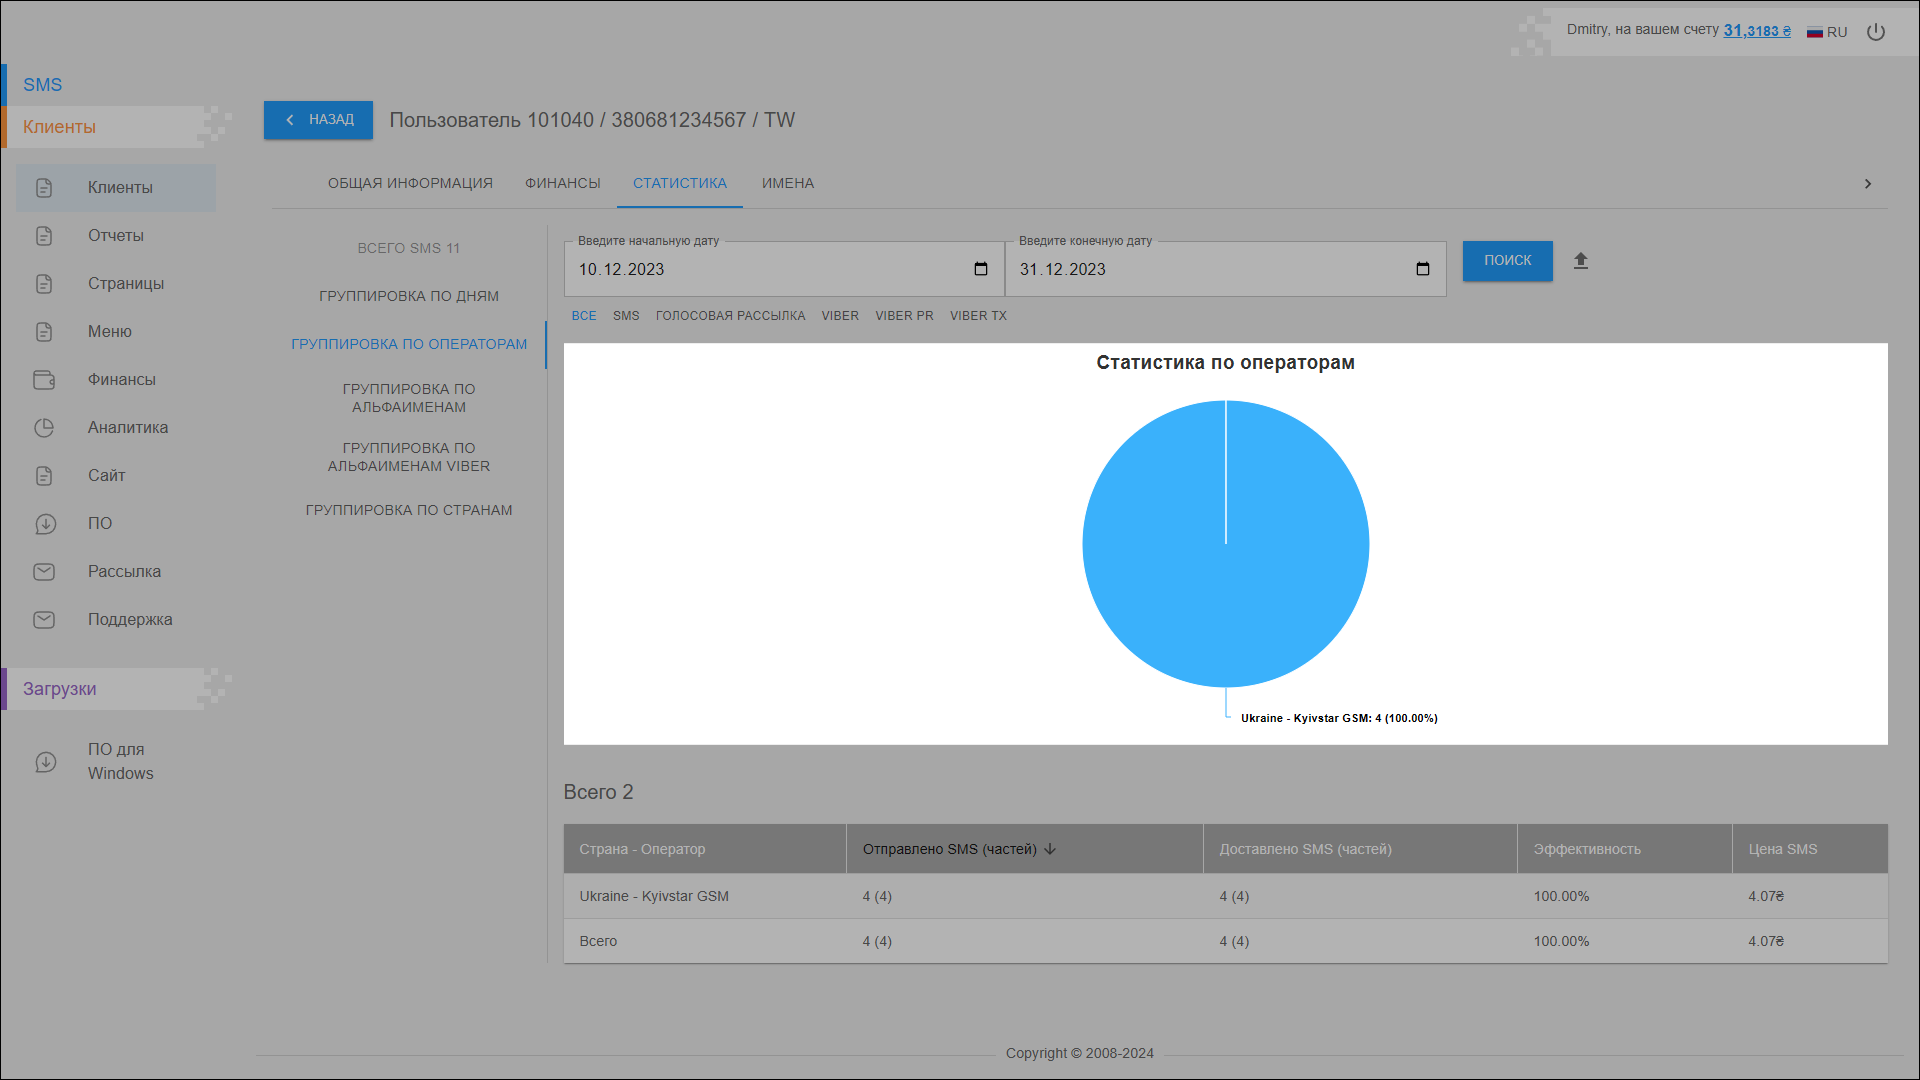 Dmitry, на вашем счету 31,3183 ₴
RU
SMS
Клиенты
Клиенты
Отчеты
Страницы
Меню
Финансы
Аналитика
Сайт
ПО
Рассылка
Поддержка
Загрузки
ПО для
Windows
НАЗАД
Пользователь 101040 / 380681234567 / TW
ОБЩАЯ ИНФОРМАЦИЯ
ФИНАНСЫ
СТАТИСТИКА
ИМЕНА
ВСЕГО SMS 11
ГРУППИРОВКА ПО ДНЯМ
ГРУППИРОВКА ПО ОПЕРАТОРАМ
ГРУППИРОВКА ПО
АЛЬФАИМЕНАМ
ГРУППИРОВКА ПО
АЛЬФАИМЕНАМ VIBER
ГРУППИРОВКА ПО СТРАНАМ
Введите начальную дату
10.12.2023
Введите конечную дату
31.12.2023
ПОИСК
ВСЕ SMS ГОЛОСОВАЯ РАССЫЛКА VIBER VIBER PR VIBER TX
Статистика по операторам
Ukraine - Kyivstar GSM: 4 (100.00%)
Всего 2
Страна - Оператор Отправлено SMS (частей) Доставлено SMS (частей) Эффективность Цена SMS
Ukraine - Kyivstar GSM 4 (4) 4 (4) 100.00% 4.07₴
Всего 4 (4) 4 (4) 100.00% 4.07₴
Copyright © 2008-2024